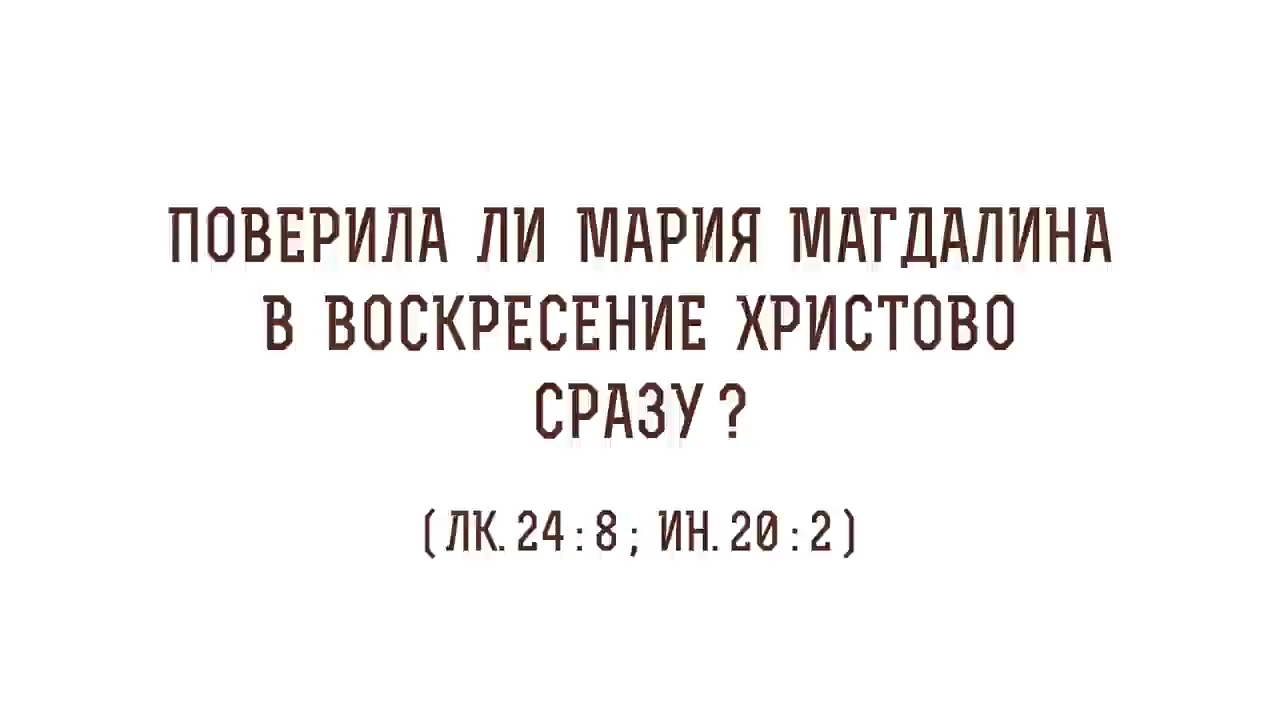 ПОВЕРИЛА ЛИ МАРИЯ МАГДАЛИНА
В ВОСКРЕСЕНИЕ ХРИСТОВО
СРАЗУ?
(ЛК. 24:8; ИН. 20:2)